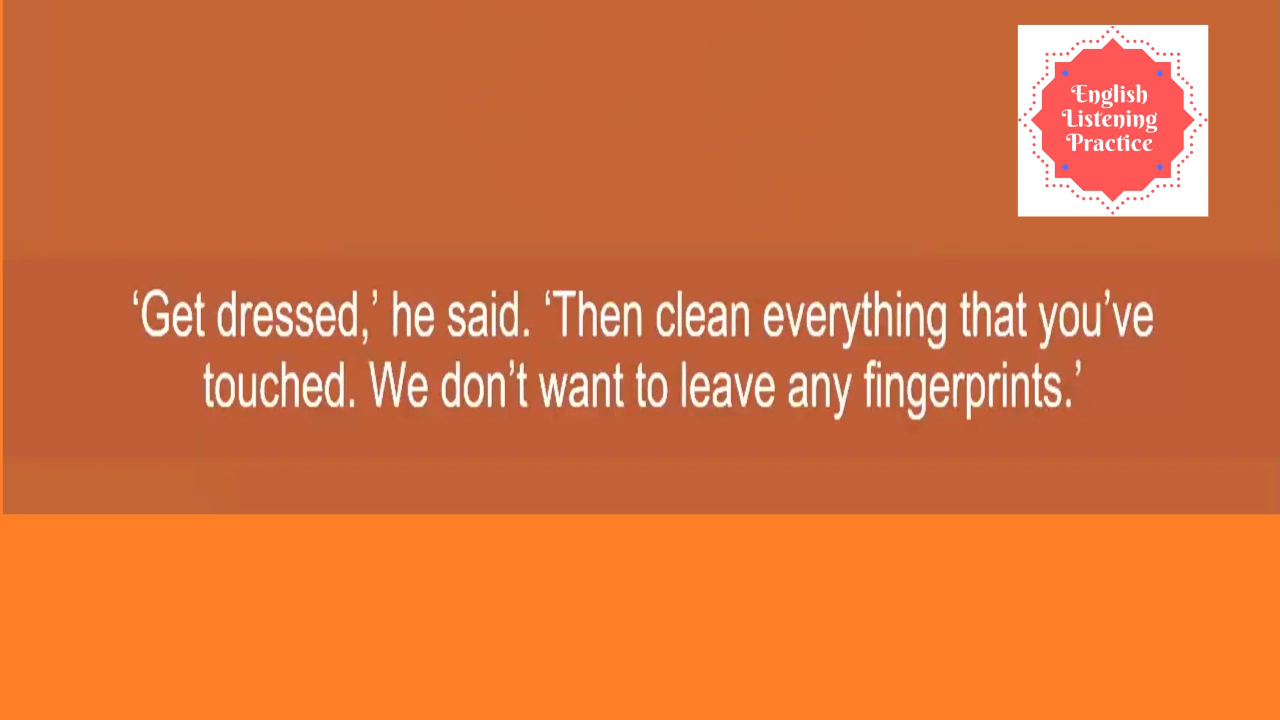 English
Listening
Practice
‘Get dressed,’ he said. ‘Then clean everything that you’ve
touched. We don’t want to leave any fingerprints.’